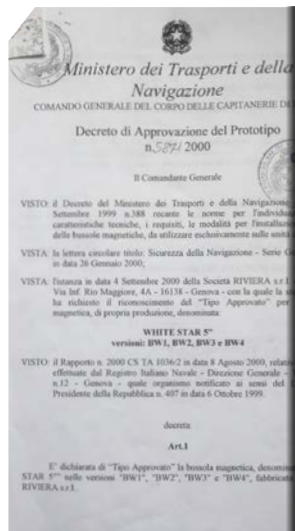 Ministero dei Trasporti e della
Navigazione
COMANDO GENERALE DEL CORPO DELLE CAPITANERIE DI
Decreto di Approvazione del Prototipo
n. 2000
Il Comandante Generale
VISTO: il Decreto del Ministero dei Trasporti e della Navigazione
Settembre 1999 n.388 recante le norme per l'individua
caratteristiche tecniche, i requisiti, le modalità per l'installazio
delle bussole magnetiche, da utilizzare esclusivamente sulle unità
VISTA: la lettera circolare titolo: Sicurezza della Navigazione - Serie G
in data 26 Gennaio 2000;
VISTA: l'istanza in data 4 Settembre 2000 della Società RIVIERA s.r.l.
Via Inf. Rio Maggiore, 4A - 16138 - Genova - con la quale la
ha richiesto il riconoscimento del "Tipo Approvato" per
magnetica, di propria produzione, denominata:
WHITE STAR 5"
versioni: BW1, BW2, BW3 e BW4
VISTO: il Rapporto n. 2000 CS TA 1036/2 in data 8 Agosto 2000, relativ
effettuate dal Registro Italiano Navale - Direzione Generale -
n.12 - Genova - quale organismo notificato ai sensi del
Presidente della Repubblica n. 407 in data 6 Ottobre 1999.
decreta:
Art.1
E' dichiarata di "Tipo Approvato" la bussola magnetica, denomina
STAR 5"" nelle versioni "BW1", "BW2", "BW3" e "BW4", fabbricata
RIVIERA s.r.l.